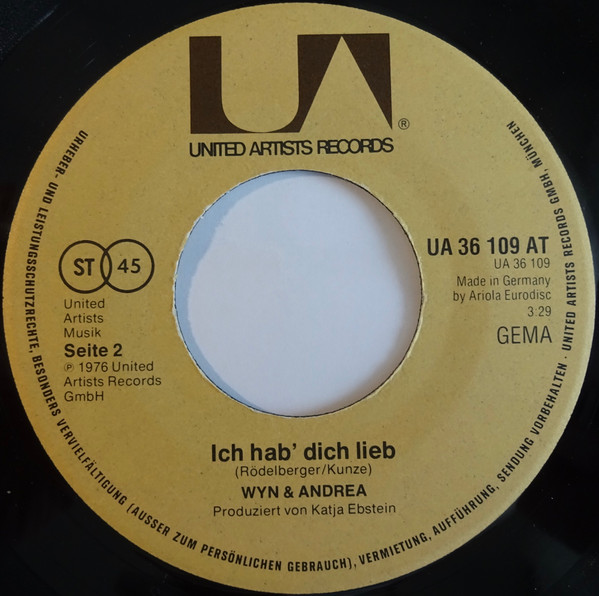 UA
®
UNITED ARTISTS RECORDS
URHEBER- UND LEISTUNGSSCHUTZRECHTE, BESONDERS VERVIELFÄLTIGUNG (AUSSER ZUM PERSÖNLICHEN GEBRAUCH), VERMIETUNG, AUFFÜHRUNG, SENDUNG VORBEHALTEN · UNITED ARTISTS RECORDS GMBH, MÜNCHEN
ST 45
United
Artists
Musik
Seite 2
℗ 1976 United
Artists Records
GmbH
UA 36 109 AT
UA 36 109
Made in Germany
by Ariola Eurodisc
3:29
GEMA
Ich hab' dich lieb
(Rödelberger/Kunze)
WYN & ANDREA
Produziert von Katja Ebstein